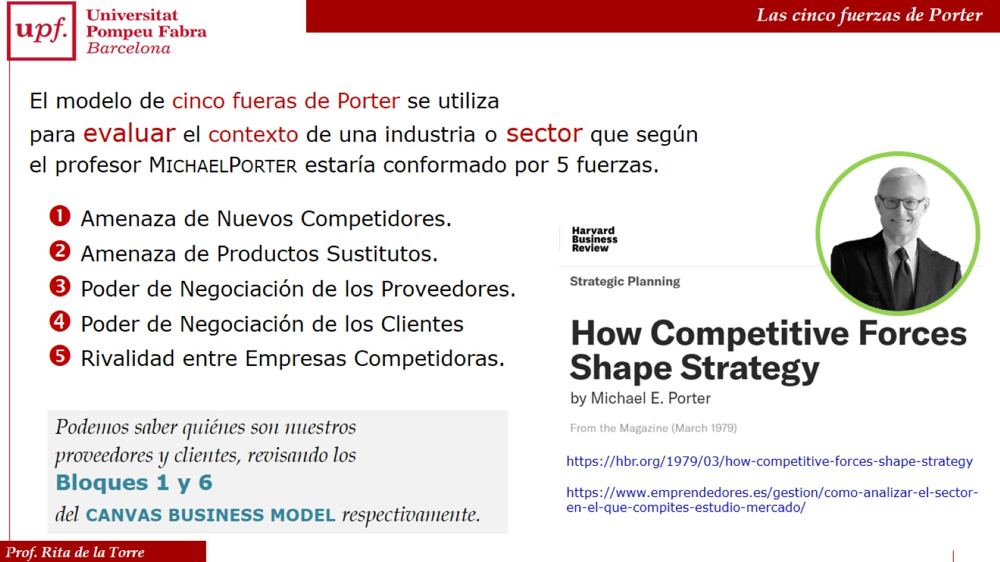 upf.
Universitat
Pompeu Fabra
Barcelona
Las cinco fuerzas de Porter
El modelo de cinco fueras de Porter se utiliza
para evaluar el contexto de una industria o sector que según
el profesor MICHAELPORTER estaría conformado por 5 fuerzas.
1 Amenaza de Nuevos Competidores.
2 Amenaza de Productos Sustitutos.
3 Poder de Negociación de los Proveedores.
4 Poder de Negociación de los Clientes
5 Rivalidad entre Empresas Competidoras.
Podemos saber quiénes son nuestros
proveedores y clientes, revisando los
Bloques 1 y 6
del CANVAS BUSINESS MODEL respectivamente.
Harvard
Business
Review
Strategic Planning
How Competitive Forces
Shape Strategy
by Michael E. Porter
From the Magazine (March 1979)
https://hbr.org/1979/03/how-competitive-forces-shape-strategy
https://www.emprendedores.es/gestion/como-analizar-el-sector-
en-el-que-compites-estudio-mercado/
Prof. Rita de la Torre